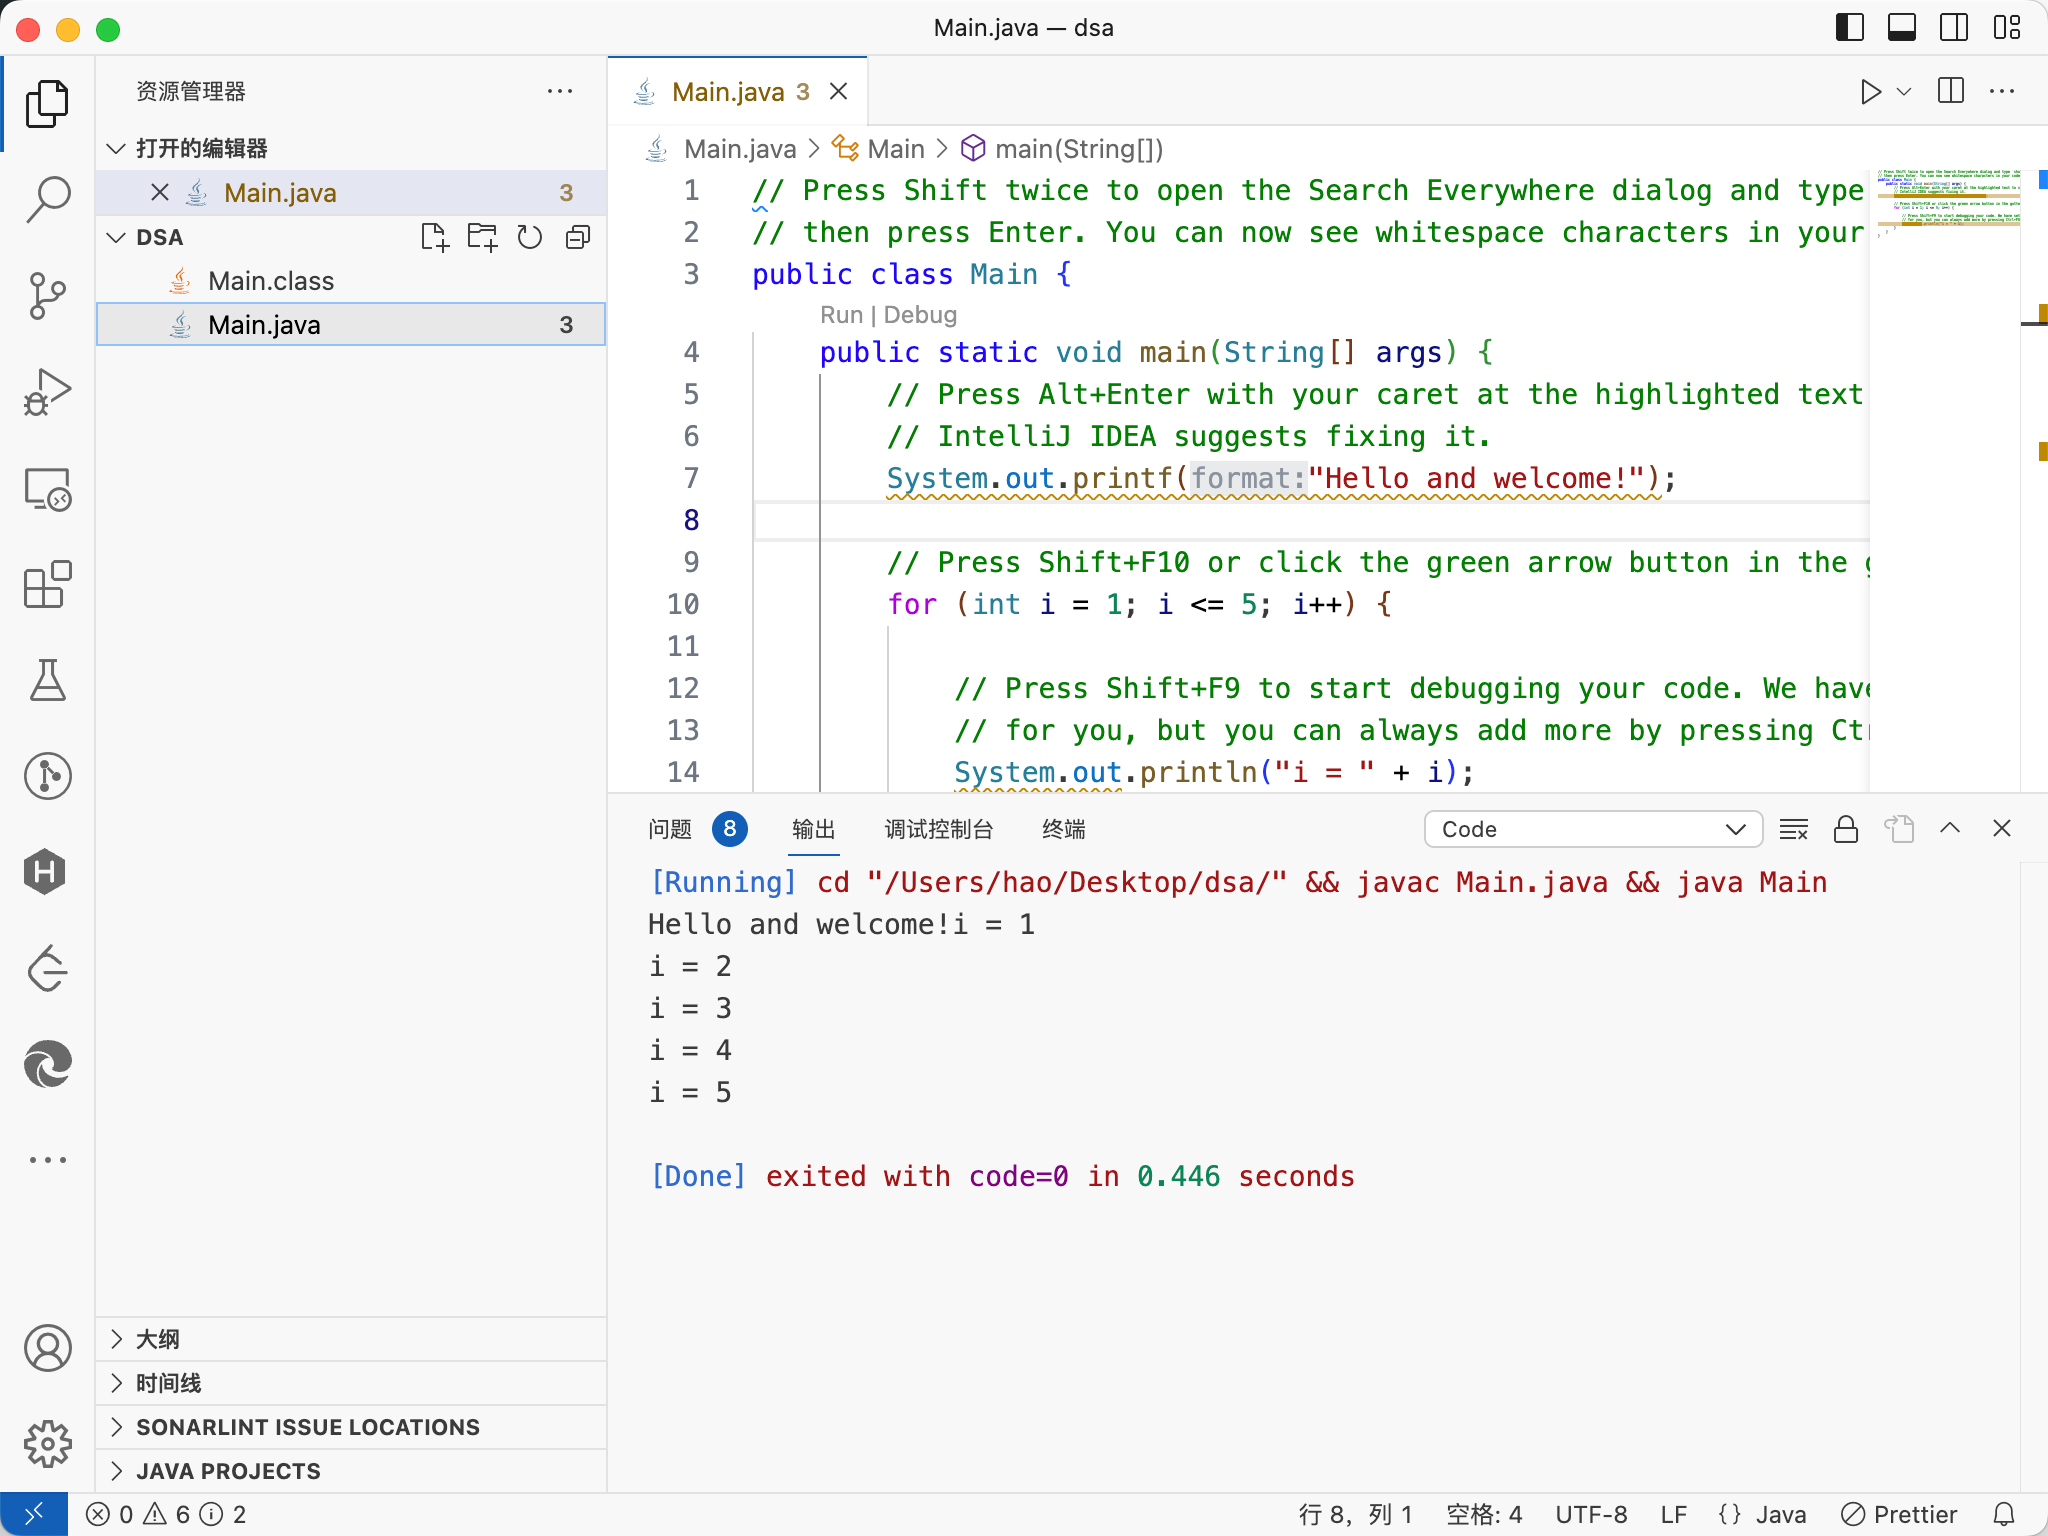 Main.java — dsa
资源管理器
打开的编辑器
Main.java 3
DSA
Main.class
Main.java 3
大纲
时间线
SONARLINT ISSUE LOCATIONS
JAVA PROJECTS
Main.java 3
Main.java > Main > main(String[])
1 // Press Shift twice to open the Search Everywhere dialog and type
2 // then press Enter. You can now see whitespace characters in your
3 public class Main {
Run | Debug
4 public static void main(String[] args) {
5 // Press Alt+Enter with your caret at the highlighted text
6 // IntelliJ IDEA suggests fixing it.
7 System.out.printf(format:"Hello and welcome!");
8
9 // Press Shift+F10 or click the green arrow button in the
10 for (int i = 1; i <= 5; i++) {
11
12 // Press Shift+F9 to start debugging your code. We have
13 // for you, but you can always add more by pressing Ct
14 System.out.println("i = " + i);
问题 8 输出 调试控制台 终端 Code
[Running] cd "/Users/hao/Desktop/dsa/" && javac Main.java && java Main
Hello and welcome!i = 1
i = 2
i = 3
i = 4
i = 5
[Done] exited with code=0 in 0.446 seconds
0 6 2 行 8，列 1 空格: 4 UTF-8 LF {} Java Prettier